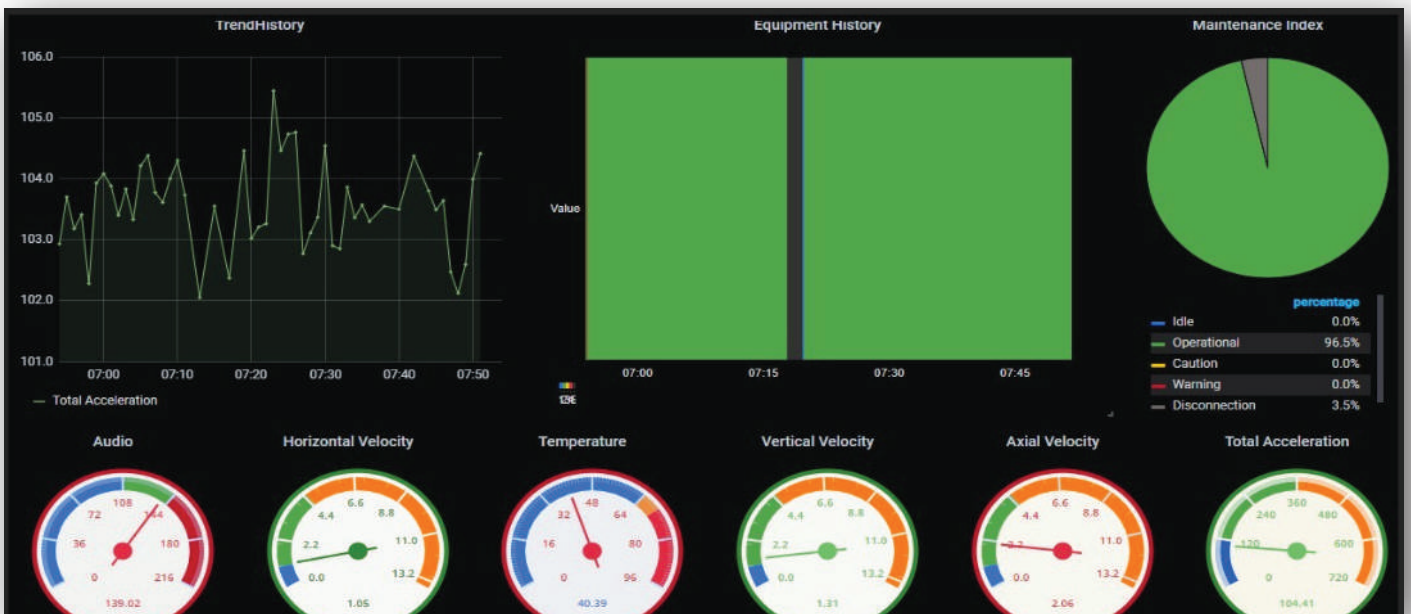 TrendHistory
106.0
105.0
104.0
103.0
102.0
101.0
07:00 07:10 07:20 07:30 07:40 07:50
Total Acceleration
Equipment History
Value
07:00 07:15 07:30 07:45
Maintenance Index
percentage
Idle 0.0%
Operational 96.5%
Caution 0.0%
Warning 0.0%
Disconnection 3.5%
Audio
0 36 72 108 144 180 216
139.02
Horizontal Velocity
0.0 2.2 4.4 6.6 8.8 11.0 13.2
1.05
Temperature
0 16 32 48 64 80 96
40.39
Vertical Velocity
0.0 2.2 4.4 6.6 8.8 11.0 13.2
1.31
Axial Velocity
0.0 2.2 4.4 6.6 8.8 11.0 13.2
2.06
Total Acceleration
0 120 240 360 480 600 720
104.41